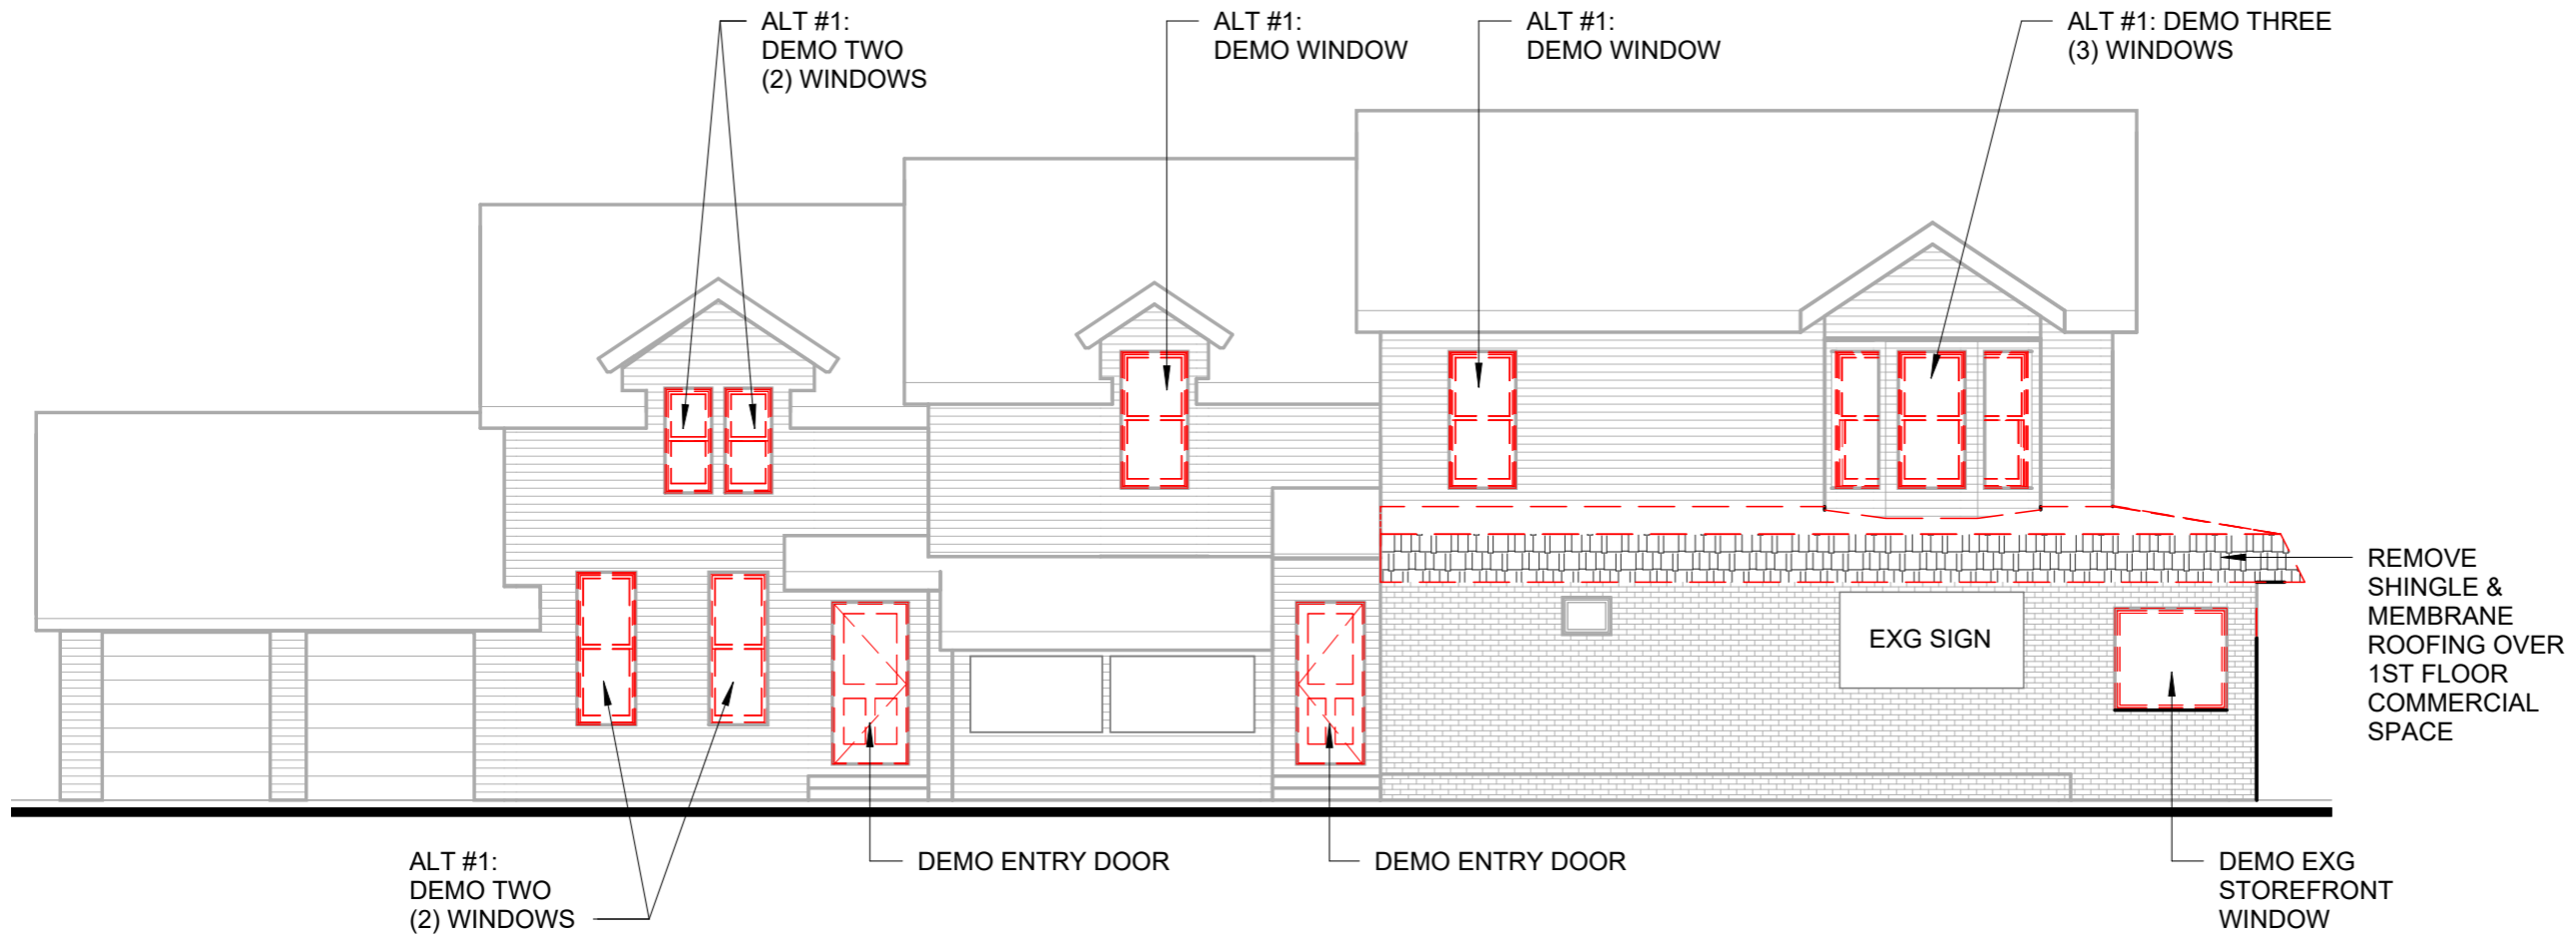 ALT #1:
DEMO TWO
(2) WINDOWS
ALT #1:
DEMO WINDOW
ALT #1:
DEMO WINDOW
ALT #1: DEMO THREE
(3) WINDOWS
REMOVE
SHINGLE &
MEMBRANE
ROOFING OVER
1ST FLOOR
COMMERCIAL
SPACE
EXG SIGN
ALT #1:
DEMO TWO
(2) WINDOWS
DEMO ENTRY DOOR
DEMO ENTRY DOOR
DEMO EXG
STOREFRONT
WINDOW